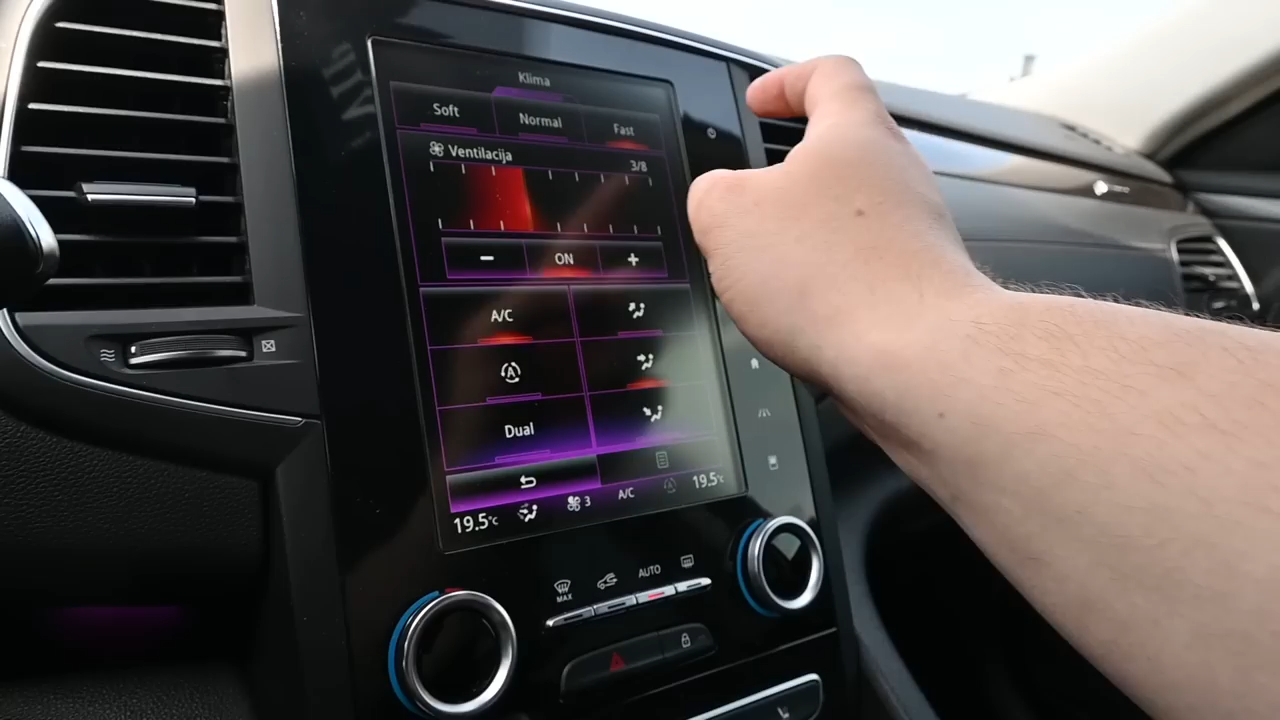 Klima
Soft Normal Fast
Ventilacija 3/8
- ON +
A/C
A
Dual
19.5°C 3 A/C A 19.5°C
MAX AUTO